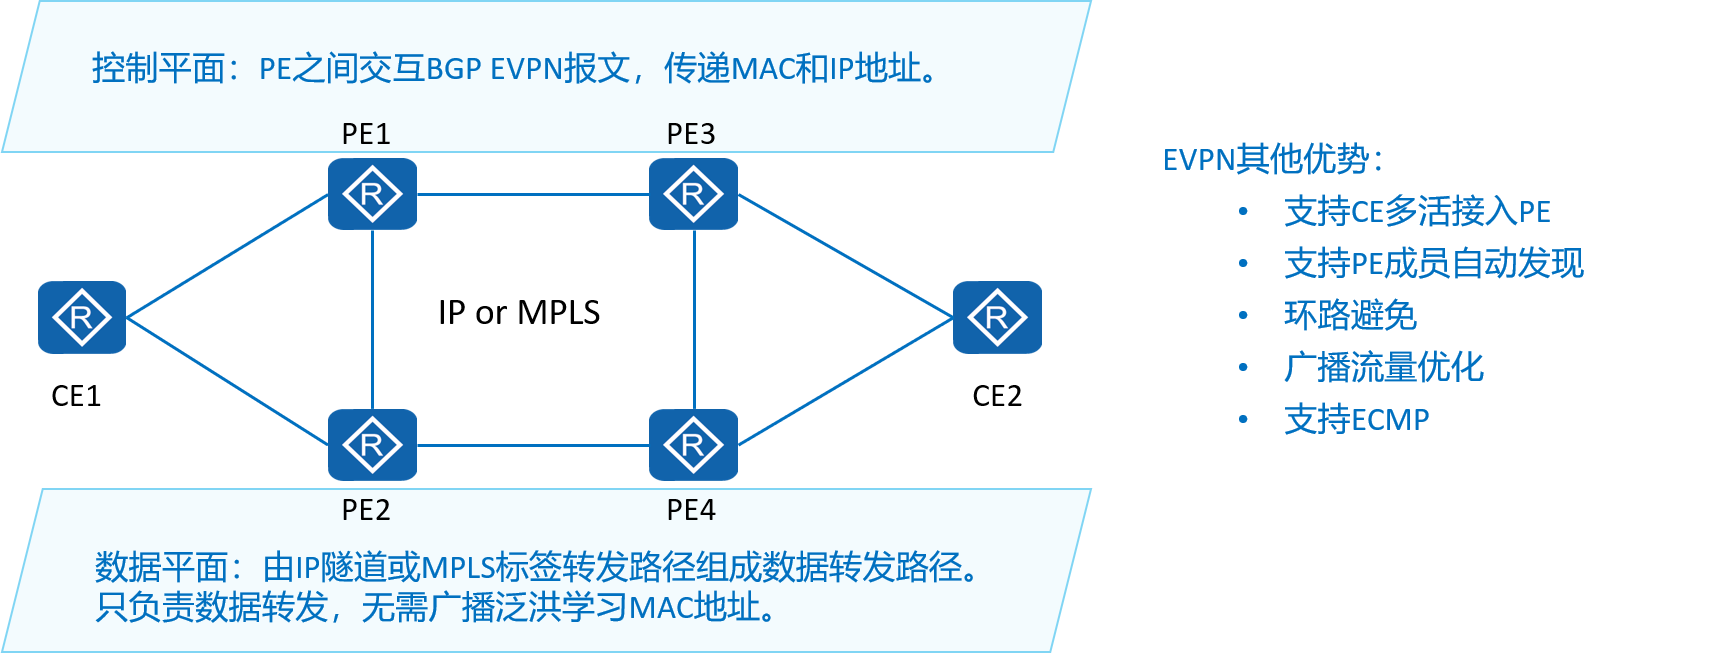 控制平面：PE之间交互BGP EVPN报文，传递MAC和IP地址。
PE1
PE3
R
R
R
IP or MPLS
R
CE1
CE2
R
R
PE2
PE4
数据平面：由IP隧道或MPLS标签转发路径组成数据转发路径。
只负责数据转发，无需广播泛洪学习MAC地址。
EVPN其他优势：
• 支持CE多活接入PE
• 支持PE成员自动发现
• 环路避免
• 广播流量优化
• 支持ECMP